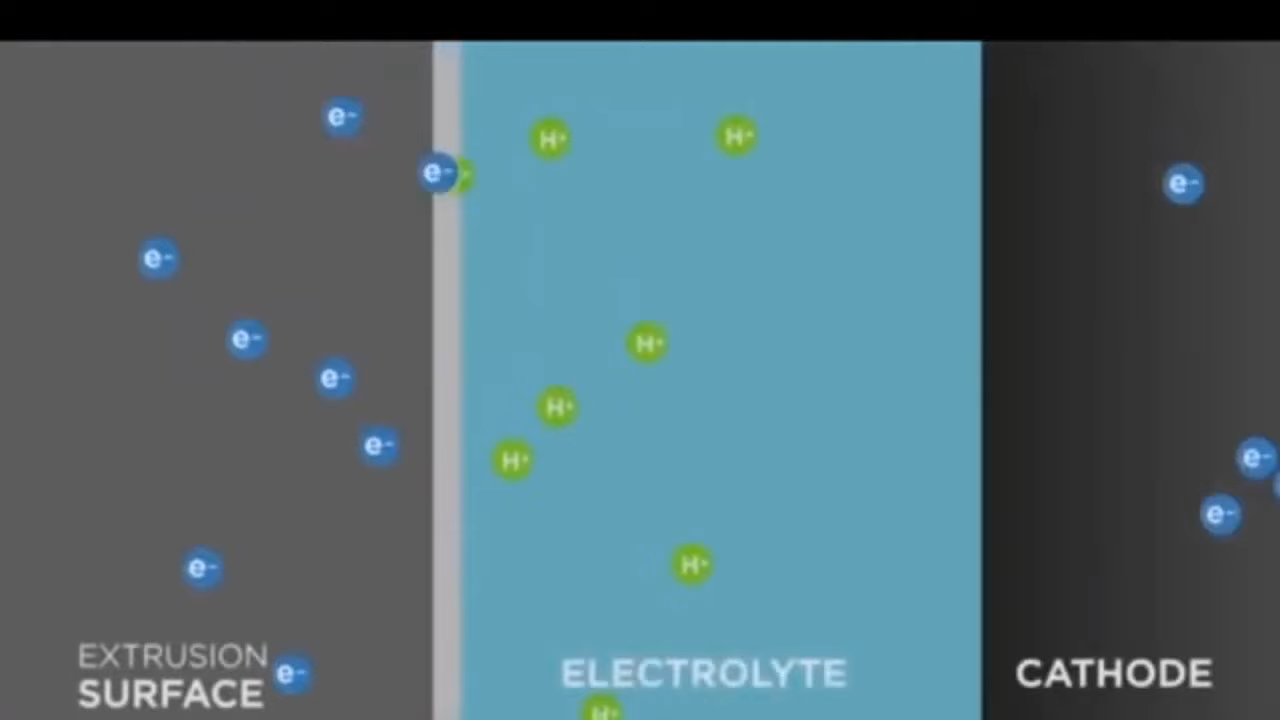 e-
H+
H+
e-
e-
e-
e-
H+
e-
e-
H+
e-
H+
e-
e-
H+
e-
EXTRUSION
SURFACE
e-
ELECTROLYTE
CATHODE
H+